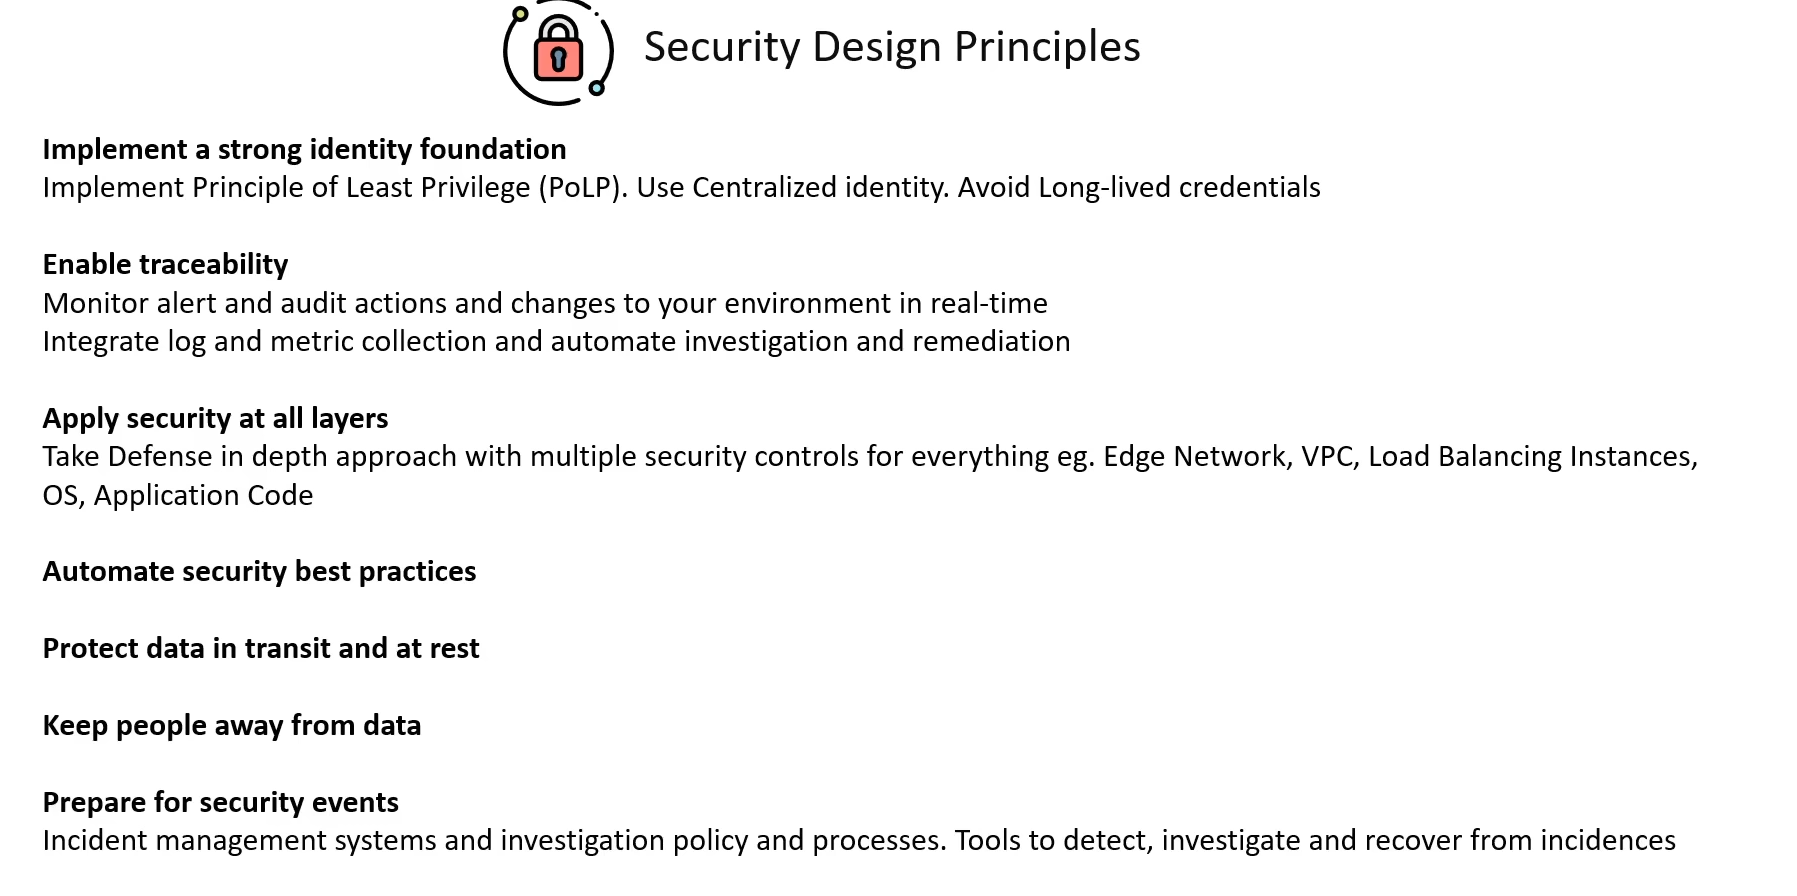 Security Design Principles
Implement a strong identity foundation
Implement Principle of Least Privilege (PoLP). Use Centralized identity. Avoid Long-lived credentials
Enable traceability
Monitor alert and audit actions and changes to your environment in real-time
Integrate log and metric collection and automate investigation and remediation
Apply security at all layers
Take Defense in depth approach with multiple security controls for everything eg. Edge Network, VPC, Load Balancing Instances,
OS, Application Code
Automate security best practices
Protect data in transit and at rest
Keep people away from data
Prepare for security events
Incident management systems and investigation policy and processes. Tools to detect, investigate and recover from incidences